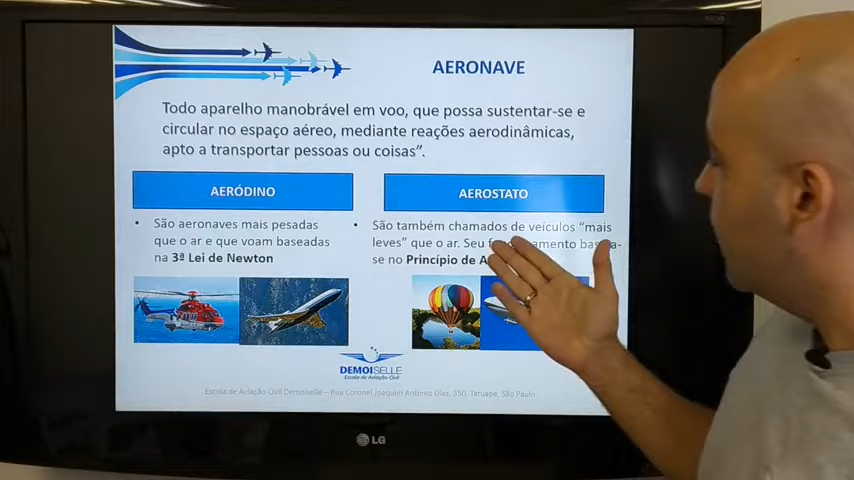 AERONAVE
Todo aparelho manobrável em voo, que possa sustentar-se e
circular no espaço aéreo, mediante reações aerodinâmicas,
apto a transportar pessoas ou coisas”.
AERÓDINO
• São aeronaves mais pesadas
que o ar e que voam baseadas
na 3ª Lei de Newton
AEROSTATO
• São também chamados de veículos “mais
leves” que o ar. Seu
se no Princípio de
DEMOISELLE
Escola de Aviação Civil
Escola de Aviação Civil Demoiselle – Rua Coronel Joaquim Antonio Dias, 350. Tatuapé, São Paulo
LG